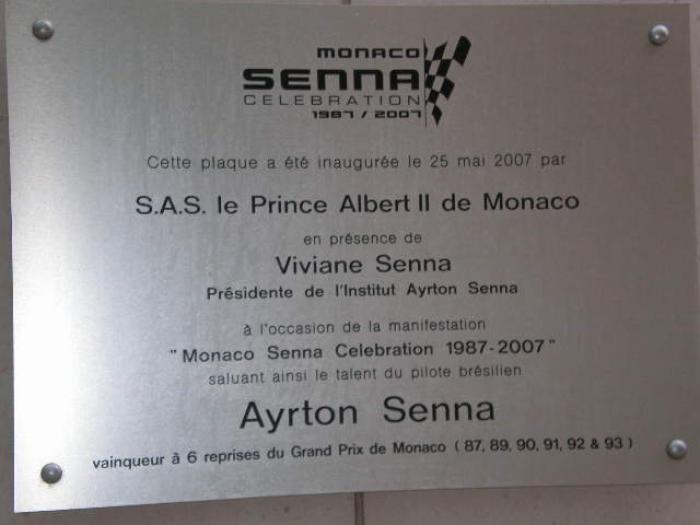 MONACO
SENNA
CELEBRATION
1987 / 2007
Cette plaque a été inaugurée le 25 mai 2007 par
S.A.S. le Prince Albert II de Monaco
en présence de
Viviane Senna
Présidente de l'Institut Ayrton Senna
à l'occasion de la manifestation
"Monaco Senna Celebration 1987-2007"
saluant ainsi le talent du pilote brésilien
Ayrton Senna
vainqueur à 6 reprises du Grand Prix de Monaco ( 87, 89, 90, 91, 92 & 93 )